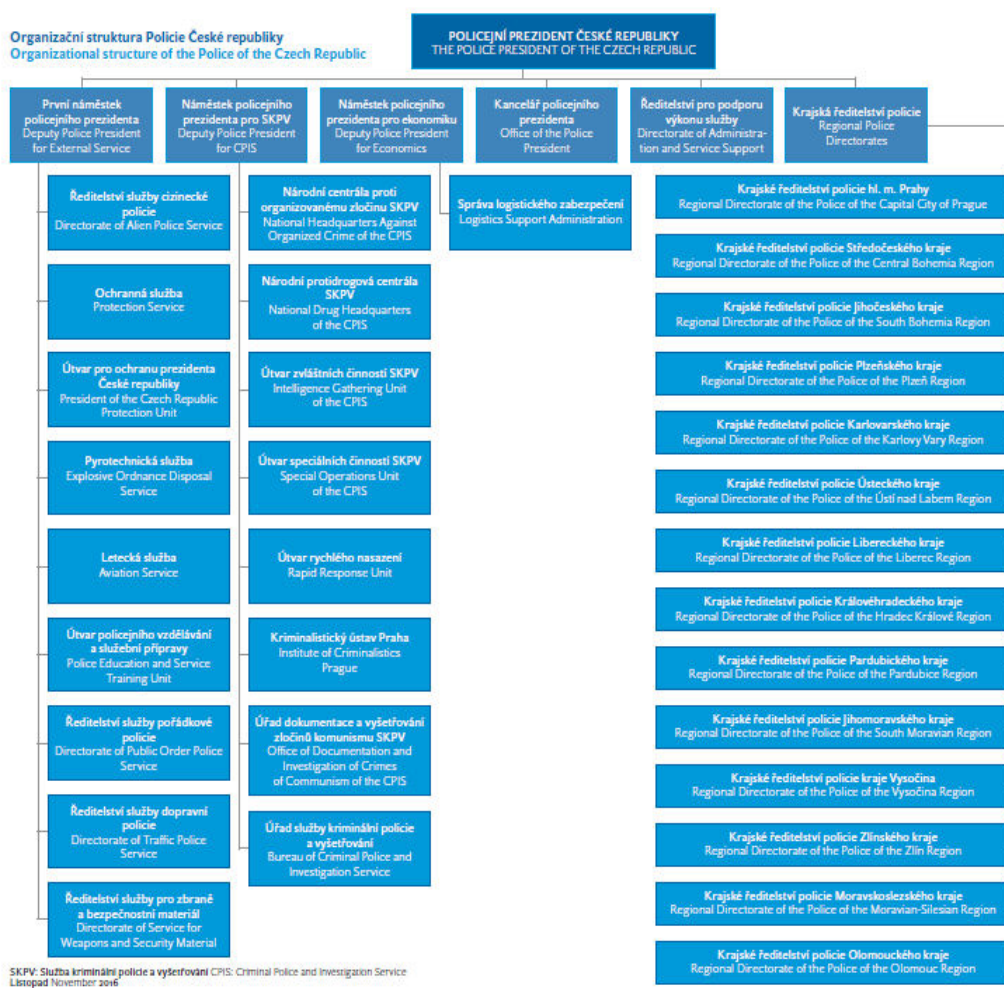 Organizační struktura Policie České republiky
Organizational structure of the Police of the Czech Republic
POLICEJNÍ PREZIDENT ČESKÉ REPUBLIKY
THE POLICE PRESIDENT OF THE CZECH REPUBLIC
První náměstek
policejního prezidenta
Deputy Police President
for External Service
Náměstek policejního
prezidenta pro SKPV
Deputy Police President
for CPIS
Náměstek policejního
prezidenta pro ekonomiku
Deputy Police President
for Economics
Kancelář policejního
prezidenta
Office of the Police
President
Ředitelství pro podporu
výkonu služby
Directorate of Administra-
tion and Service Support
Krajská ředitelství policie
Regional Police
Directorates
Ředitelství služby cizinecké
policie
Directorate of Alien Police Service
Ochranná služba
Protection Service
Útvar pro ochranu prezidenta
České republiky
President of the Czech Republic
Protection Unit
Pyrotechnická služba
Explosive Ordnance Disposal
Service
Letecká služba
Aviation Service
Útvar policejního vzdělávání
a služební přípravy
Police Education and Service
Training Unit
Ředitelství služby pořádkové
policie
Directorate of Public Order Police
Service
Ředitelství služby dopravní
policie
Directorate of Traffic Police
Service
Ředitelství služby pro zbraně
a bezpečnostní materiál
Directorate of Service for
Weapons and Security Material
Národní centrála proti
organizovanému zločinu SKPV
National Headquarters Against
Organized Crime of the CPIS
Národní protidrogová centrála
SKPV
National Drug Headquarters
of the CPIS
Útvar zvláštních činností SKPV
Intelligence Gathering Unit
of the CPIS
Útvar speciálních činností SKPV
Special Operations Unit
of the CPIS
Útvar rychlého nasazení
Rapid Response Unit
Kriminalistický ústav Praha
Institute of Criminalistics
Prague
Úřad dokumentace a vyšetřování
zločinů komunismu SKPV
Office of Documentation and
Investigation of Crimes
of Communism of the CPIS
Úřad služby kriminální policie
a vyšetřování
Bureau of Criminal Police and
Investigation Service
Správa logistického zabezpečení
Logistics Support Administration
Krajské ředitelství policie hl. m. Prahy
Regional Directorate of the Police of the Capital City of Prague
Krajské ředitelství policie Středočeského kraje
Regional Directorate of the Police of the Central Bohemia Region
Krajské ředitelství policie Jihočeského kraje
Regional Directorate of the Police of the South Bohemia Region
Krajské ředitelství policie Plzeňského kraje
Regional Directorate of the Police of the Plzeň Region
Krajské ředitelství policie Karlovarského kraje
Regional Directorate of the Police of the Karlovy Vary Region
Krajské ředitelství policie Ústeckého kraje
Regional Directorate of the Police of the Ústí nad Labem Region
Krajské ředitelství policie Libereckého kraje
Regional Directorate of the Police of the Liberec Region
Krajské ředitelství policie Královéhradeckého kraje
Regional Directorate of the Police of the Hradec Králové Region
Krajské ředitelství policie Pardubického kraje
Regional Directorate of the Police of the Pardubice Region
Krajské ředitelství policie Jihomoravského kraje
Regional Directorate of the Police of the South Moravian Region
Krajské ředitelství policie kraje Vysočina
Regional Directorate of the Police of the Vysočina Region
Krajské ředitelství policie Zlínského kraje
Regional Directorate of the Police of the Zlín Region
Krajské ředitelství policie Moravskoslezského kraje
Regional Directorate of the Police of the Moravian-Silesian Region
Krajské ředitelství policie Olomouckého kraje
Regional Directorate of the Police of the Olomouc Region
SKPV: Služba kriminální policie a vyšetřování CPIS: Criminal Police and Investigation Service
Listopad November 2016